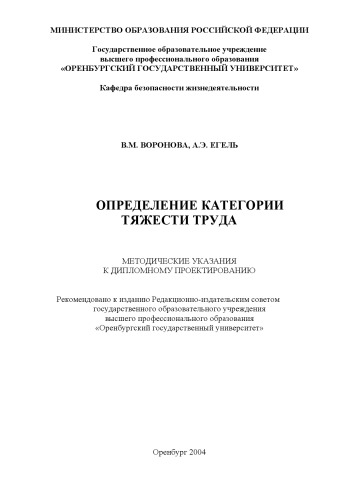 МИНИСТЕРСТВО ОБРАЗОВАНИЯ РОССИЙСКОЙ ФЕДЕРАЦИИ
Государственное образовательное учреждение
высшего профессионального образования
«ОРЕНБУРГСКИЙ ГОСУДАРСТВЕННЫЙ УНИВЕРСИТЕТ»
Кафедра безопасности жизнедеятельности
В.М. ВОРОНОВА, А.Э. ЕГЕЛЬ
ОПРЕДЕЛЕНИЕ КАТЕГОРИИ
ТЯЖЕСТИ ТРУДА
МЕТОДИЧЕСКИЕ УКАЗАНИЯ
К ДИПЛОМНОМУ ПРОЕКТИРОВАНИЮ
Рекомендовано к изданию Редакционно-издательским советом
государственного образовательного учреждения
высшего профессионального образования
«Оренбургский государственный университет»
Оренбург 2004